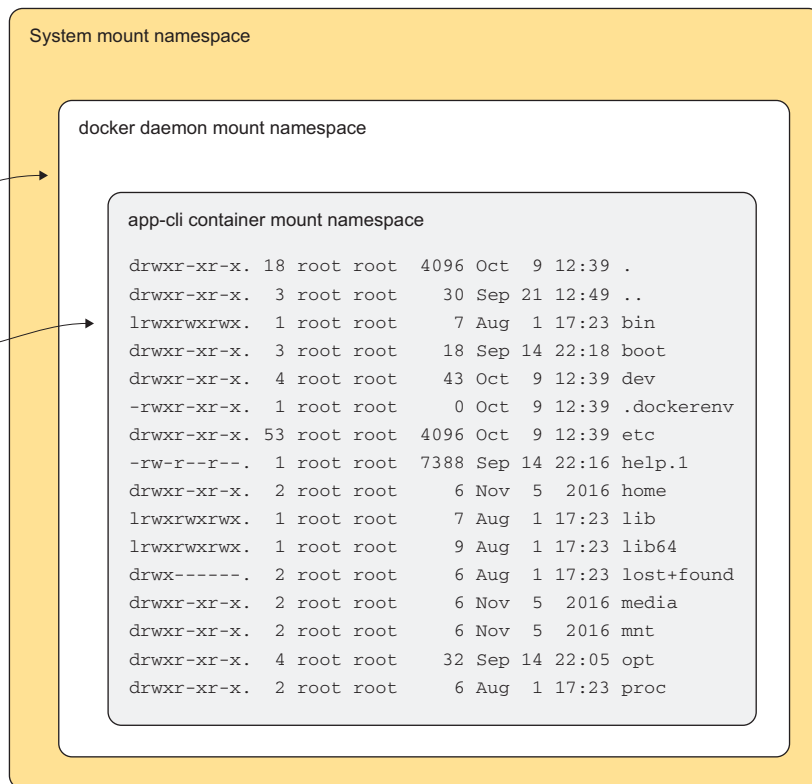 System mount namespace
docker daemon mount namespace
app-cli container mount namespace
drwxr-xr-x. 18 root root  4096 Oct  9 12:39 .
drwxr-xr-x.  3 root root    30 Sep 21 12:49 ..
lrwxrwxrwx.  1 root root     7 Aug  1 17:23 bin
drwxr-xr-x.  3 root root    18 Sep 14 22:18 boot
drwxr-xr-x.  4 root root    43 Oct  9 12:39 dev
-rwxr-xr-x.  1 root root     0 Oct  9 12:39 .dockerenv
drwxr-xr-x. 53 root root  4096 Oct  9 12:39 etc
-rw-r--r--.  1 root root  7388 Sep 14 22:16 help.1
drwxr-xr-x.  2 root root     6 Nov  5  2016 home
lrwxrwxrwx.  1 root root     7 Aug  1 17:23 lib
lrwxrwxrwx.  1 root root     9 Aug  1 17:23 lib64
drwx------.  2 root root     6 Aug  1 17:23 lost+found
drwxr-xr-x.  2 root root     6 Nov  5  2016 media
drwxr-xr-x.  2 root root     6 Nov  5  2016 mnt
drwxr-xr-x.  4 root root    32 Sep 14 22:05 opt
drwxr-xr-x.  2 root root     6 Aug  1 17:23 proc